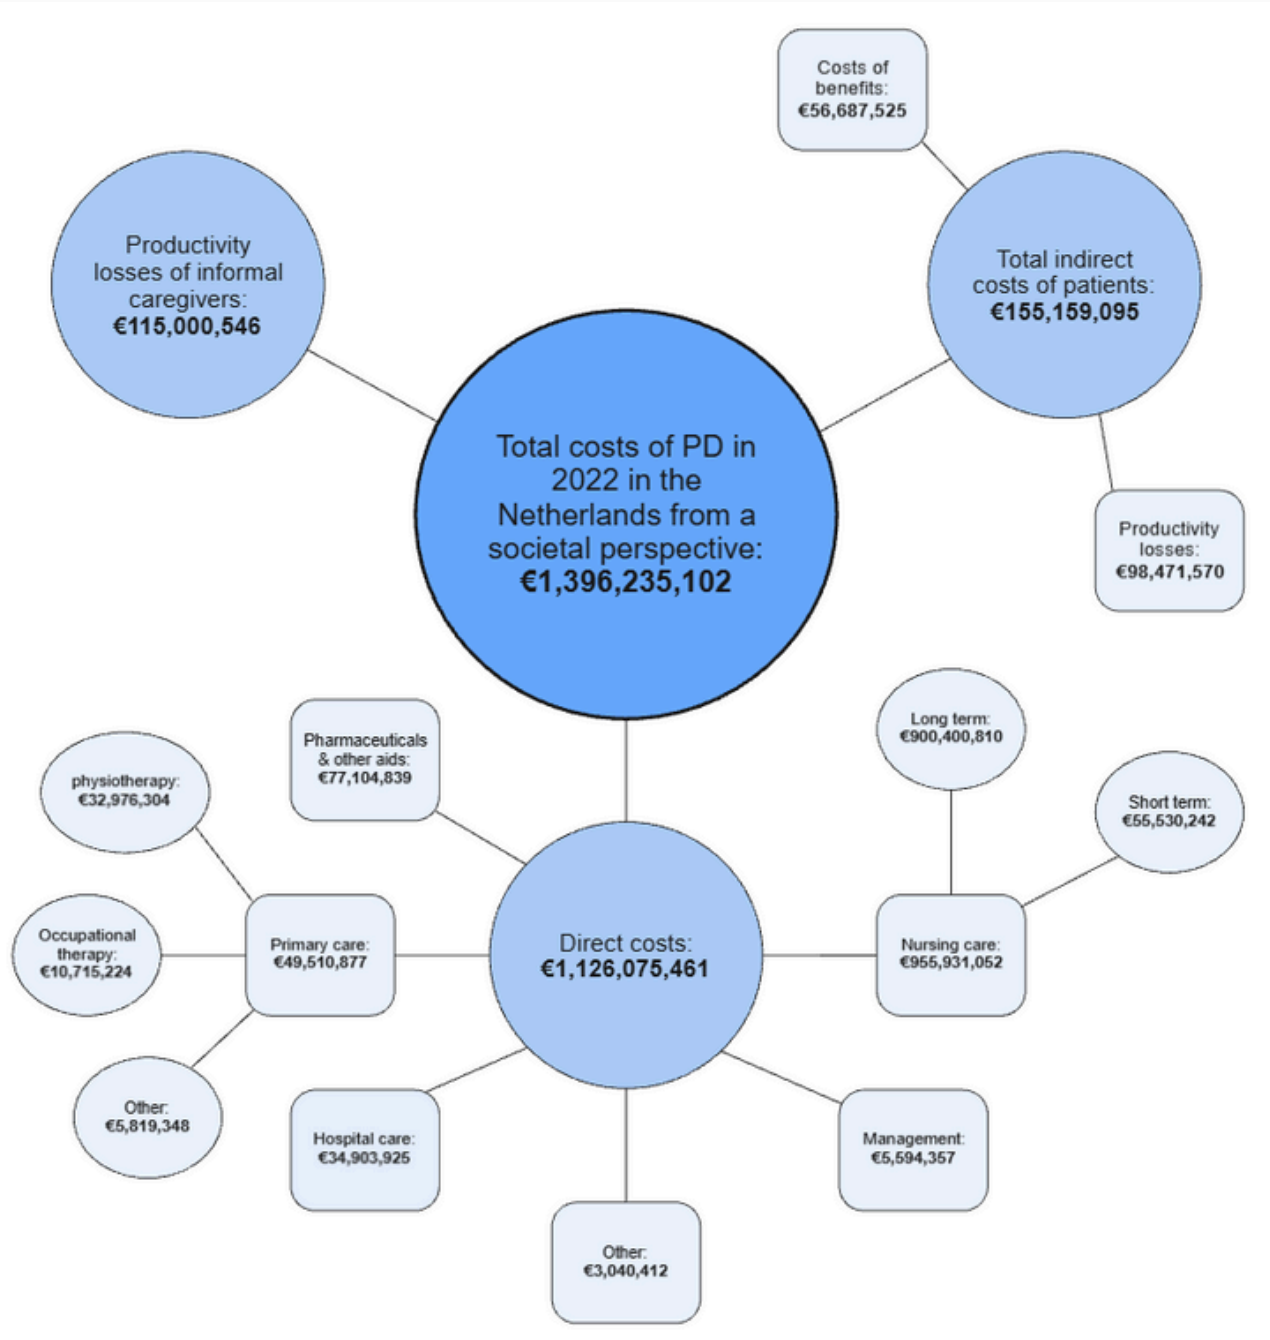 Costs of
benefits:
€56,687,525
Productivity
losses of informal
caregivers:
€115,000,546
Total indirect
costs of patients:
€155,159,095
Total costs of PD in
2022 in the
Netherlands from a
societal perspective:
€1,396,235,102
Productivity
losses:
€98,471,570
Pharmaceuticals
& other aids:
€77,104,839
Long term:
€900,400,810
physiotherapy:
€32,976,304
Short term:
€55,530,242
Occupational
therapy:
€10,715,224
Primary care:
€49,510,877
Direct costs:
€1,126,075,461
Nursing care:
€955,931,052
Other:
€5,819,348
Hospital care:
€34,903,925
Management:
€5,594,357
Other:
€3,040,412